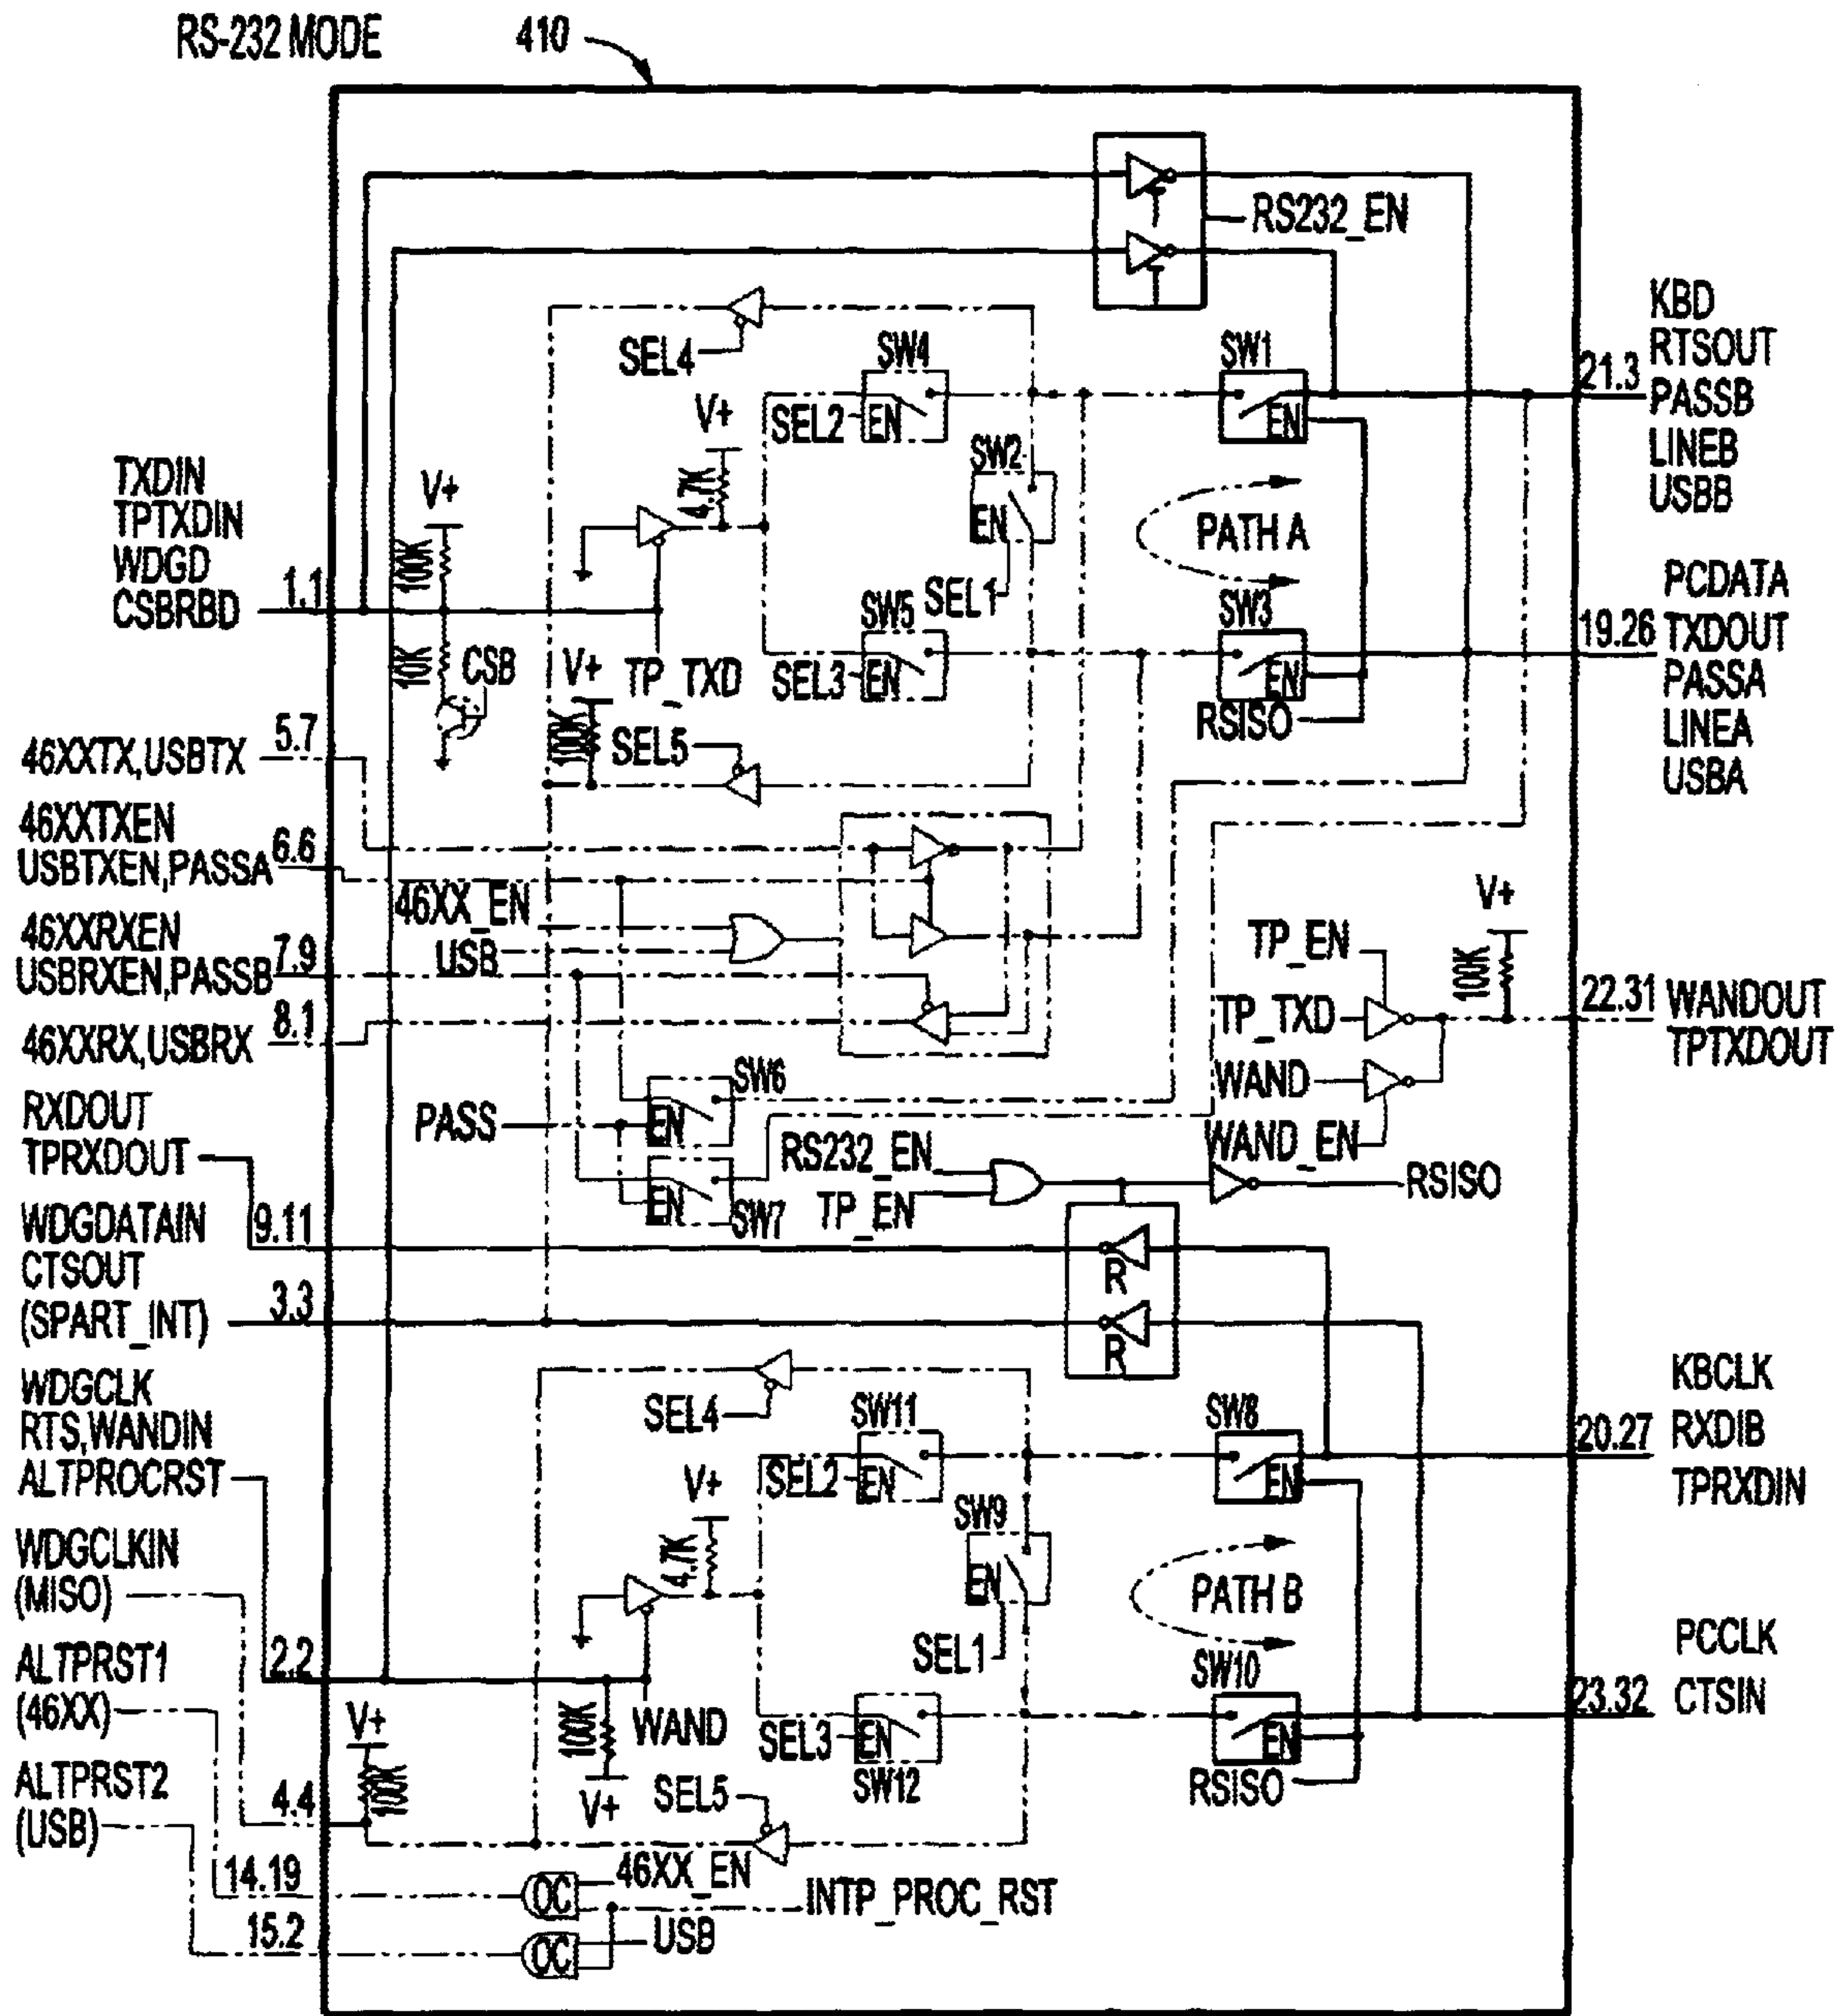 RS-232 MODE
410
RS232_EN
KBD
RTSOUT
21.3
PASSB
LINEB
USBB
SEL4
SW4
SW1
V+
SEL2
EN
EN
SW2
4.7K
TXDIN
TPTXDIN
WDGD
CSBRBD
1.1
V+
100K
EN
PATH A
SEL1
PCDATA
19.26
TXDOUT
PASSA
LINEA
USBA
SW5
SW3
10K
CSB
V+
TP_TXD
SEL3
EN
EN
RSISO
100K
SEL5
5.7
46XXTX,USBTX
46XXTXEN
6.6
USBTXEN,PASSA
46XX_EN
USB
46XXRXEN
7.9
USBRXEN,PASSB
8.1
46XXRX,USBRX
V+
TP_EN
100K
TP_TXD
22.31
WANDOUT
TPTXDOUT
WAND
WAND_EN
RXDOUT
TPRXDOUT
9.11
PASS
SW6
EN
EN
SW7
RS232_EN
TP_EN
RSISO
R
R
WDGDATAIN
CTSOUT
(SPART_INT)
3.3
WDGCLK
RTS,WANDIN
ALTPROCRST
2.2
SEL4
SW11
SW8
SEL2
EN
EN
KBCLK
20.27
RXDIB
TPRXDIN
V+
4.7K
SW9
EN
SEL1
PATH B
WDGCLKIN
(MISO)
4.4
ALTPRST1
(46XX)
14.19
ALTPRST2
(USB)
15.2
V+
100K
100K
V+
WAND
SEL3
EN
SW12
SW10
EN
RSISO
PCCLK
23.32
CTSIN
SEL5
OC
46XX_EN
INTP_PROC_RST
OC
USB